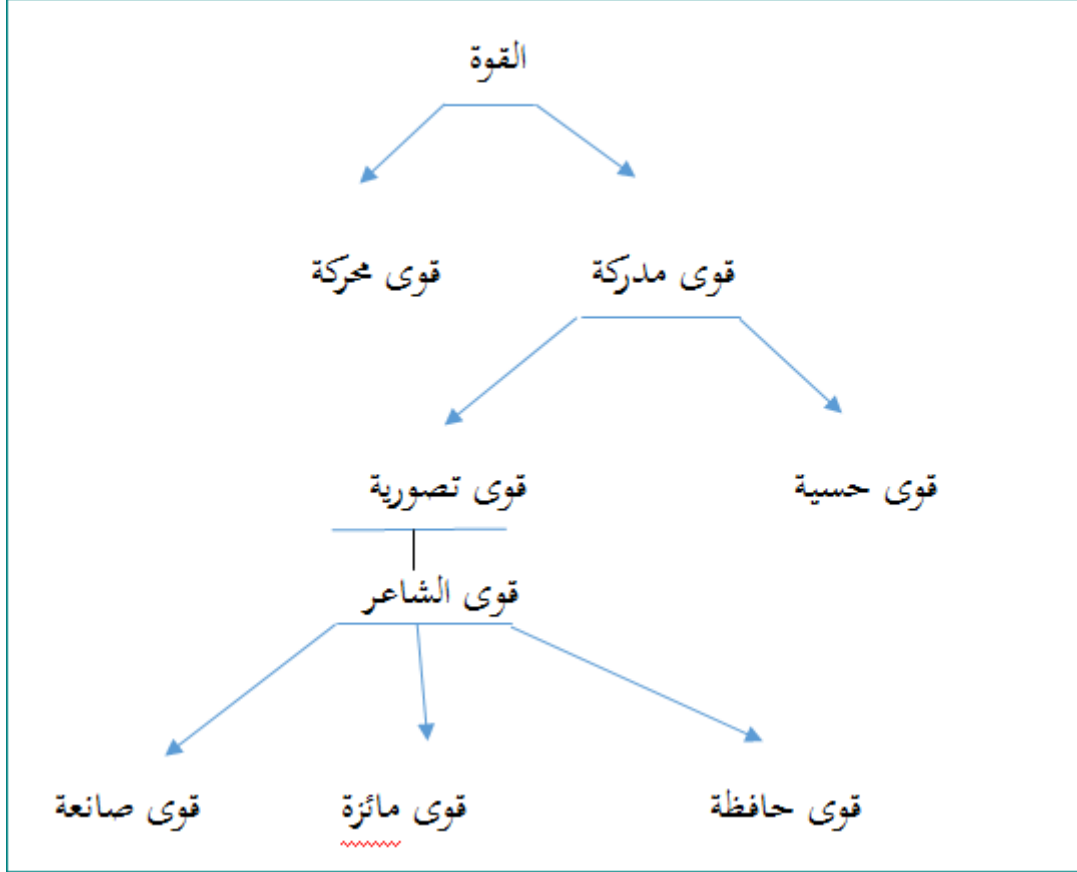 القوة
قوى مدركة
قوى محركة
قوى حسية
قوى تصورية
قوى الشاعر
قوى حافظة
قوى مائزة
قوى صانعة